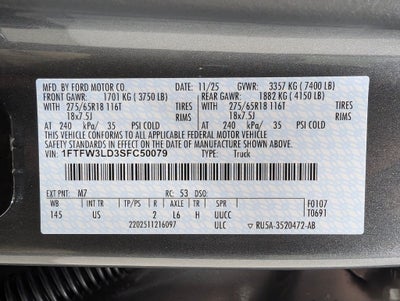 MFD. BY FORD MOTOR CO. 11/25 GVWR: 3357 KG ( 7400 LB)
FRONT GAWR: 1701 KG ( 3750 LB) REAR GAWR: 1882 KG ( 4150 LB)
WITH 275/65R18 116T TIRES WITH 275/65R18 116T TIRES
18x7.5J RIMS 18x7.5J RIMS
AT 240 kPa/ 35 PSI COLD AT 240 kPa/ 35 PSI COLD
THIS VEHICLE CONFORMS TO ALL APPLICABLE FEDERAL MOTOR VEHICLE
SAFETY STANDARDS IN EFFECT ON THE DATE OF MANUFACTURE SHOWN ABOVE.
VIN: 1FTFW3LD3SFC50079 TYPE: Truck
EXT PNT: M7 RC: 53 DSO: F0107
WB INT TR TP/PS R AXLE TR SPR T0691
145 US 2 L6 H UUCC
2202511216097 ULC ▽ RU5A-3520472-AB